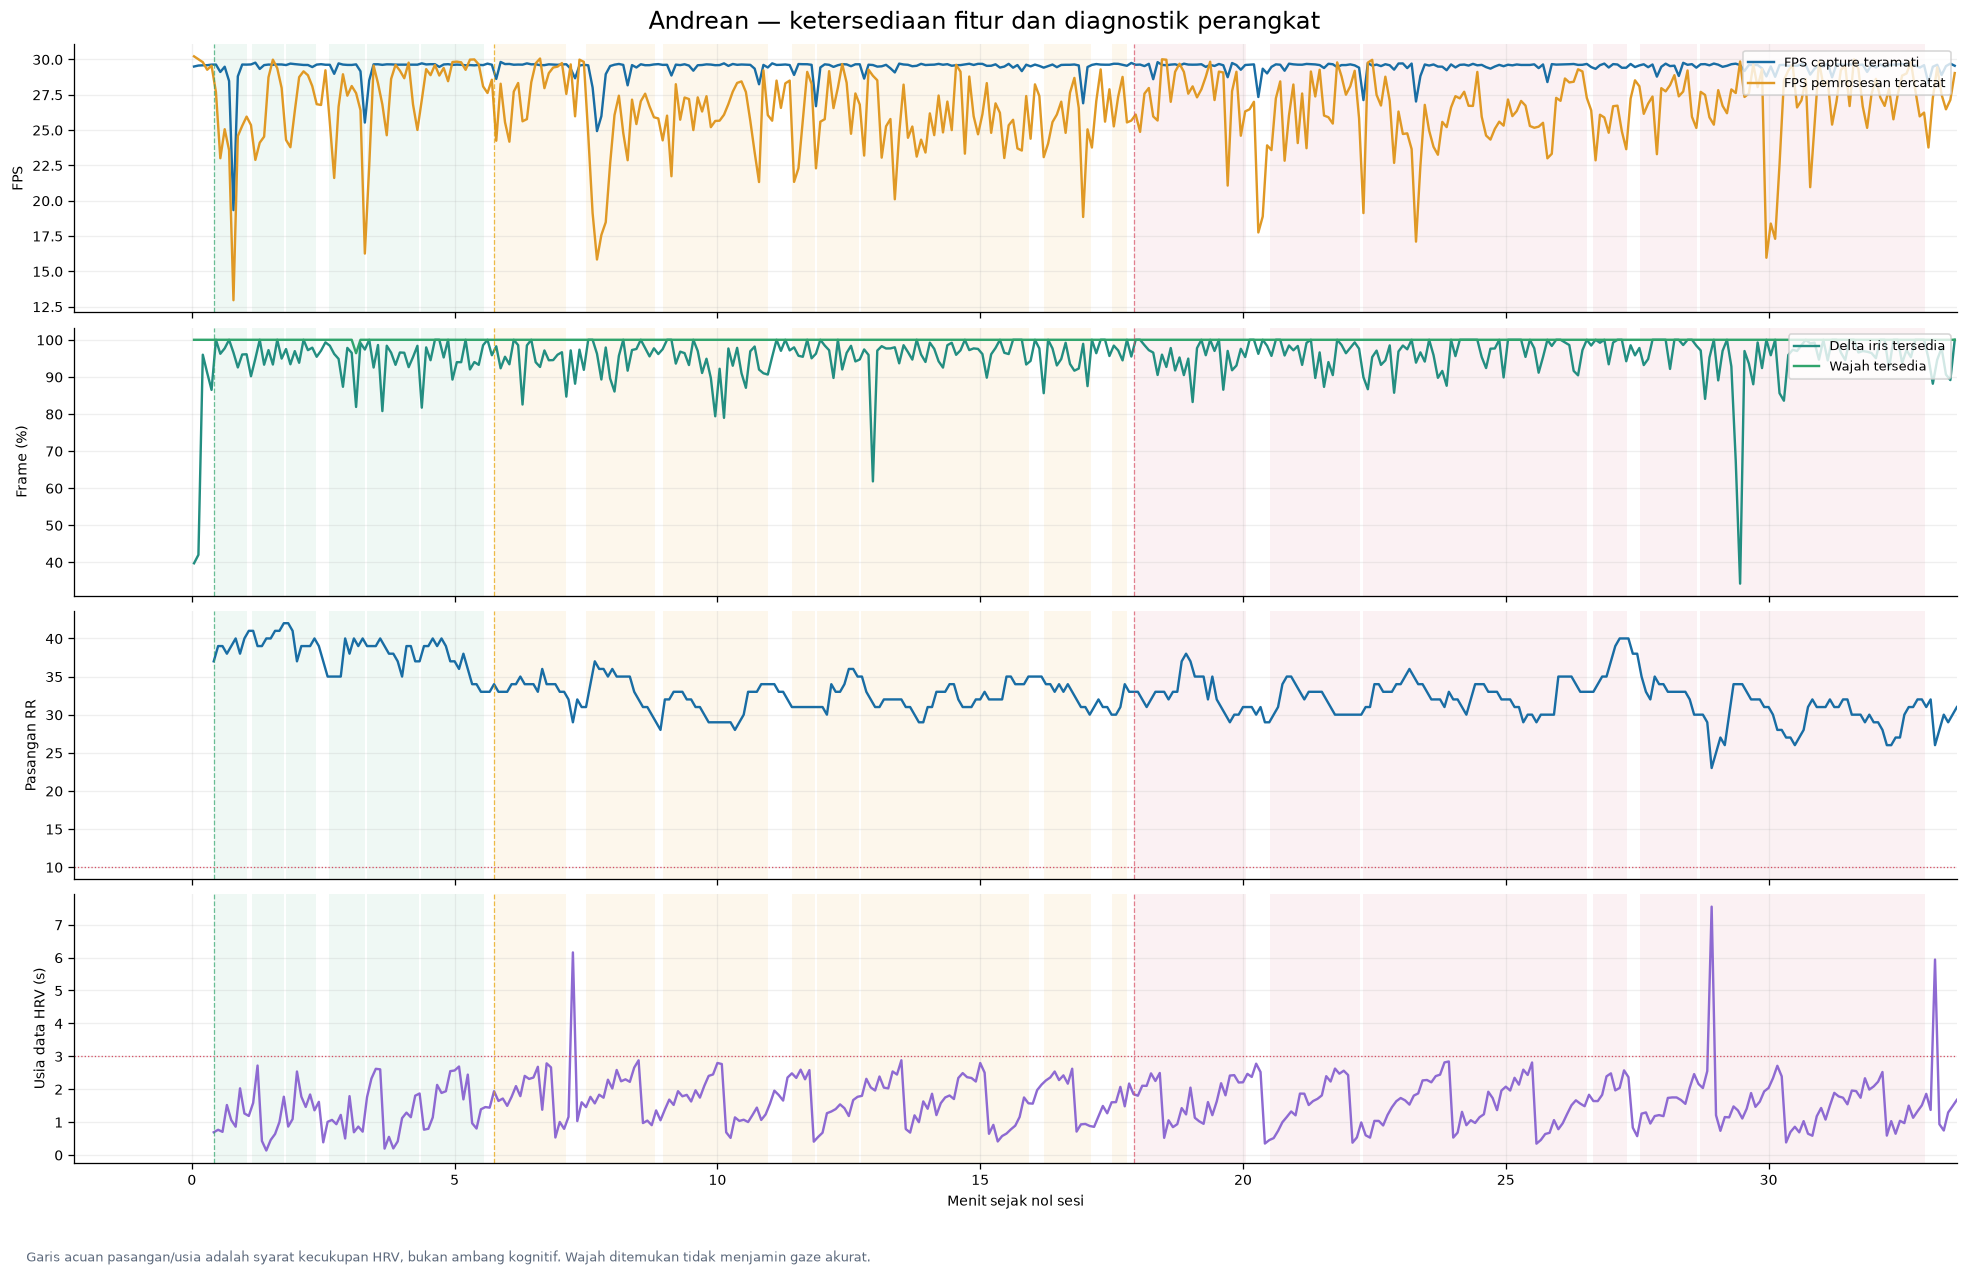 Andrean — ketersediaan fitur dan diagnostik perangkat
FPS
30.0
27.5
25.0
22.5
20.0
17.5
15.0
12.5
FPS capture teramati
FPS pemrosesan tercatat
Frame (%)
100
90
80
70
60
50
40
Delta iris tersedia
Wajah tersedia
Pasangan RR
40
35
30
25
20
15
10
Usia data HRV (s)
7
6
5
4
3
2
1
0
0 5 10 15 20 25 30
Menit sejak nol sesi
Garis acuan pasangan/usia adalah syarat kecukupan HRV, bukan ambang kognitif. Wajah ditemukan tidak menjamin gaze akurat.